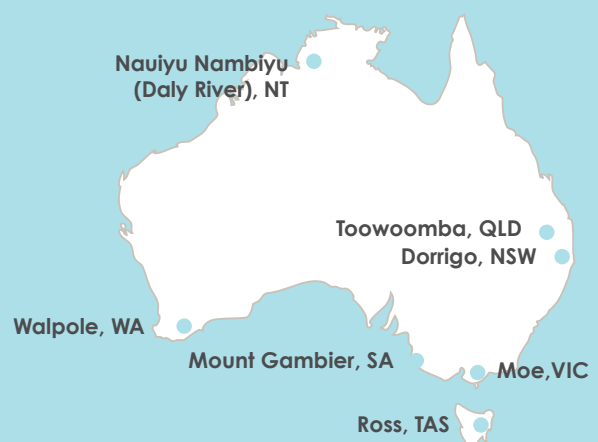 Nauiyu Nambiyu
(Daly River), NT
Toowoomba, QLD
Dorrigo, NSW
Walpole, WA
Mount Gambier, SA
Moe,VIC
Ross, TAS